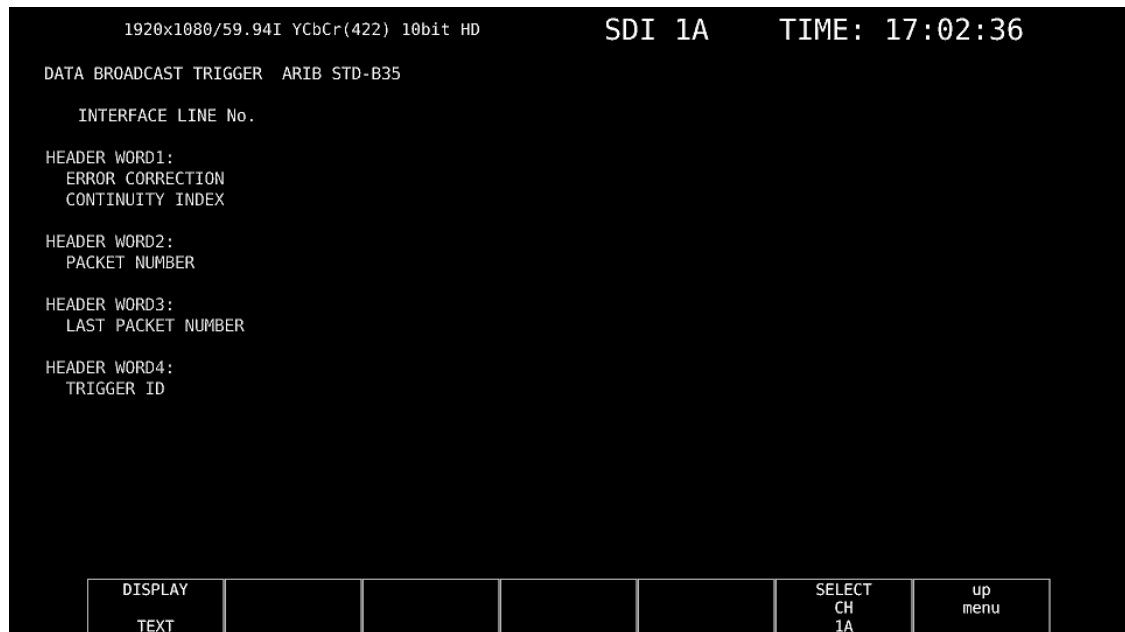 1920x1080/59.94I YCbCr(422) 10bit HD SDI 1A TIME: 17:02:36
DATA BROADCAST TRIGGER ARIB STD-B35
INTERFACE LINE No.
HEADER WORD1:
ERROR CORRECTION
CONTINUITY INDEX
HEADER WORD2:
PACKET NUMBER
HEADER WORD3:
LAST PACKET NUMBER
HEADER WORD4:
TRIGGER ID
DISPLAY
TEXT
SELECT
CH
1A
up
menu